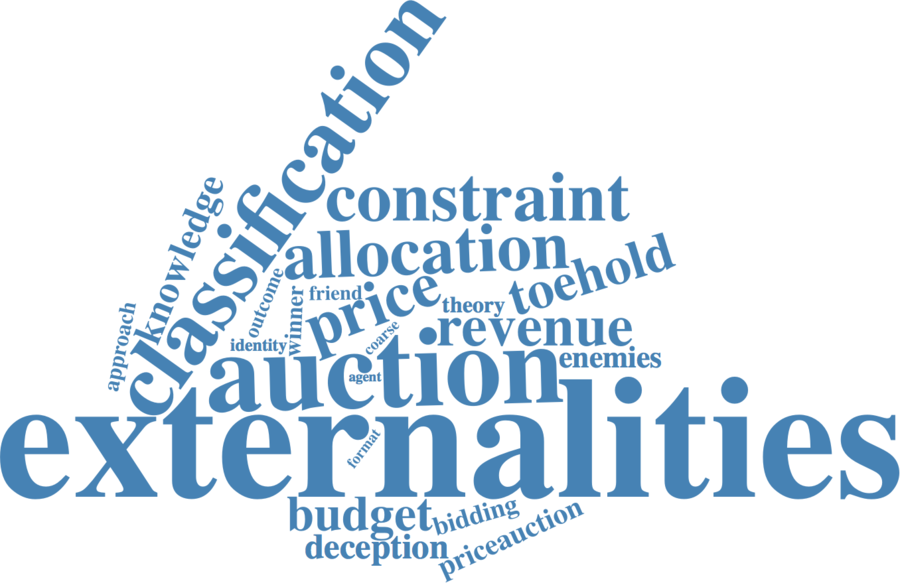 classification
constraint
knowledge
allocation
toehold
outcome
friend
price
winner
theory
approach
coarse
revenue
identity
auction
enemies
agent
externalities
format
budget
bidding
priceauction
deception